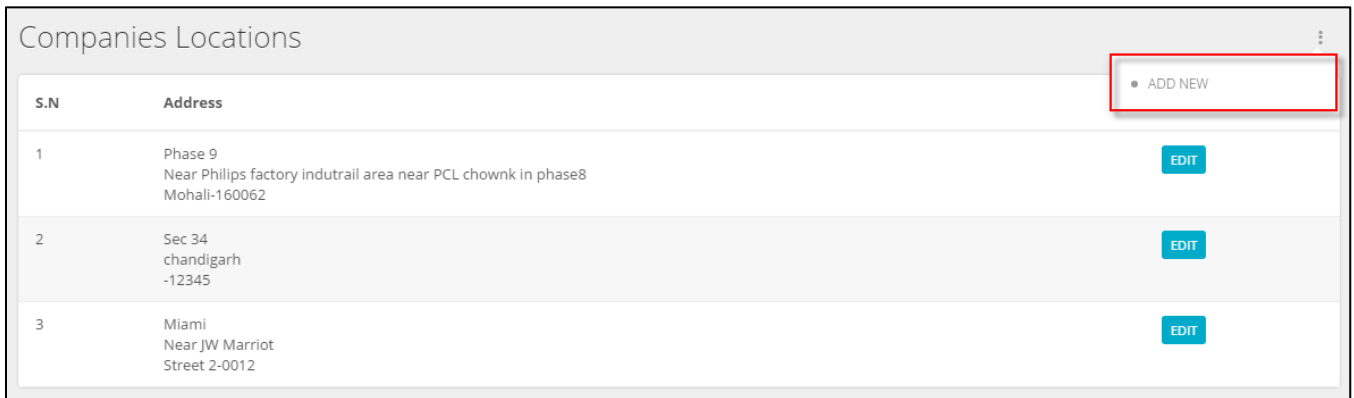 Companies Locations
ADD NEW
S.N Address
1 Phase 9
Near Philips factory indutrail area near PCL chownk in phase8
Mohali-160062
EDIT
2 Sec 34
chandigarh
-12345
EDIT
3 Miami
Near JW Marriot
Street 2-0012
EDIT